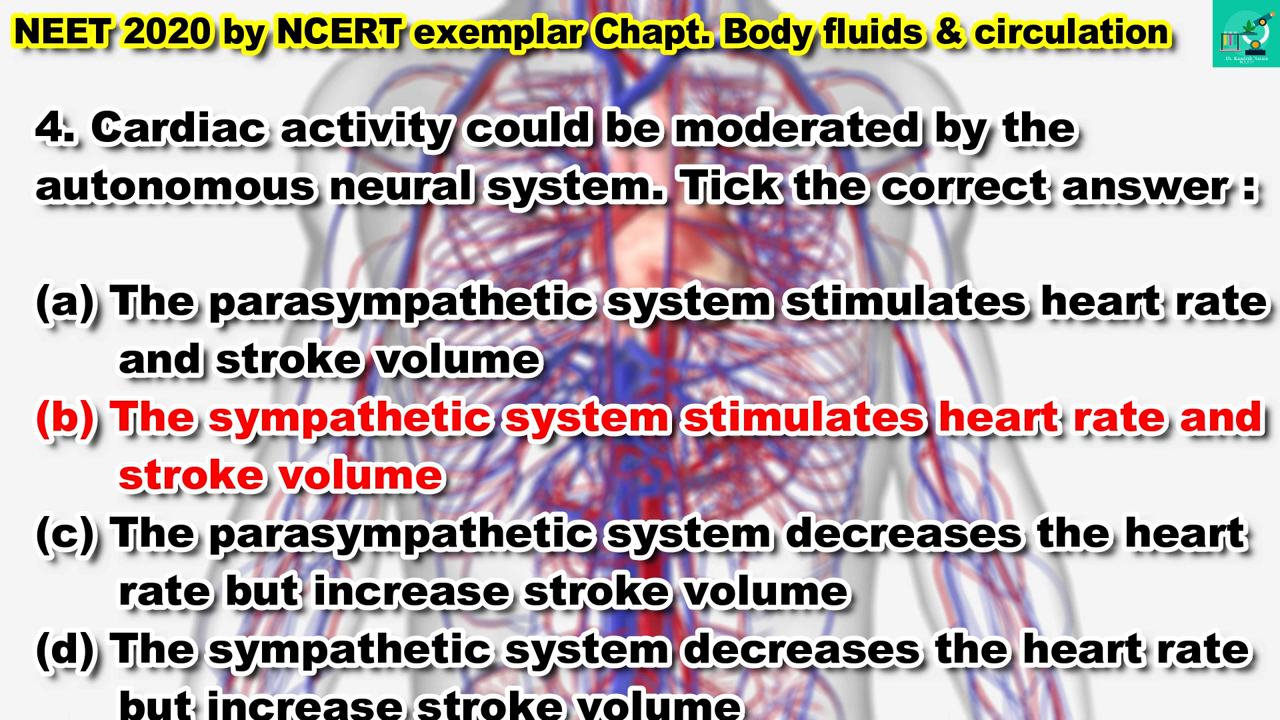 NEET 2020 by NCERT exemplar Chapt. Body fluids & circulation
4. Cardiac activity could be moderated by the
autonomous neural system. Tick the correct answer :
(a) The parasympathetic system stimulates heart rate
and stroke volume
(b) The sympathetic system stimulates heart rate and
stroke volume
(c) The parasympathetic system decreases the heart
rate but increase stroke volume
(d) The sympathetic system decreases the heart rate
but increase stroke volume